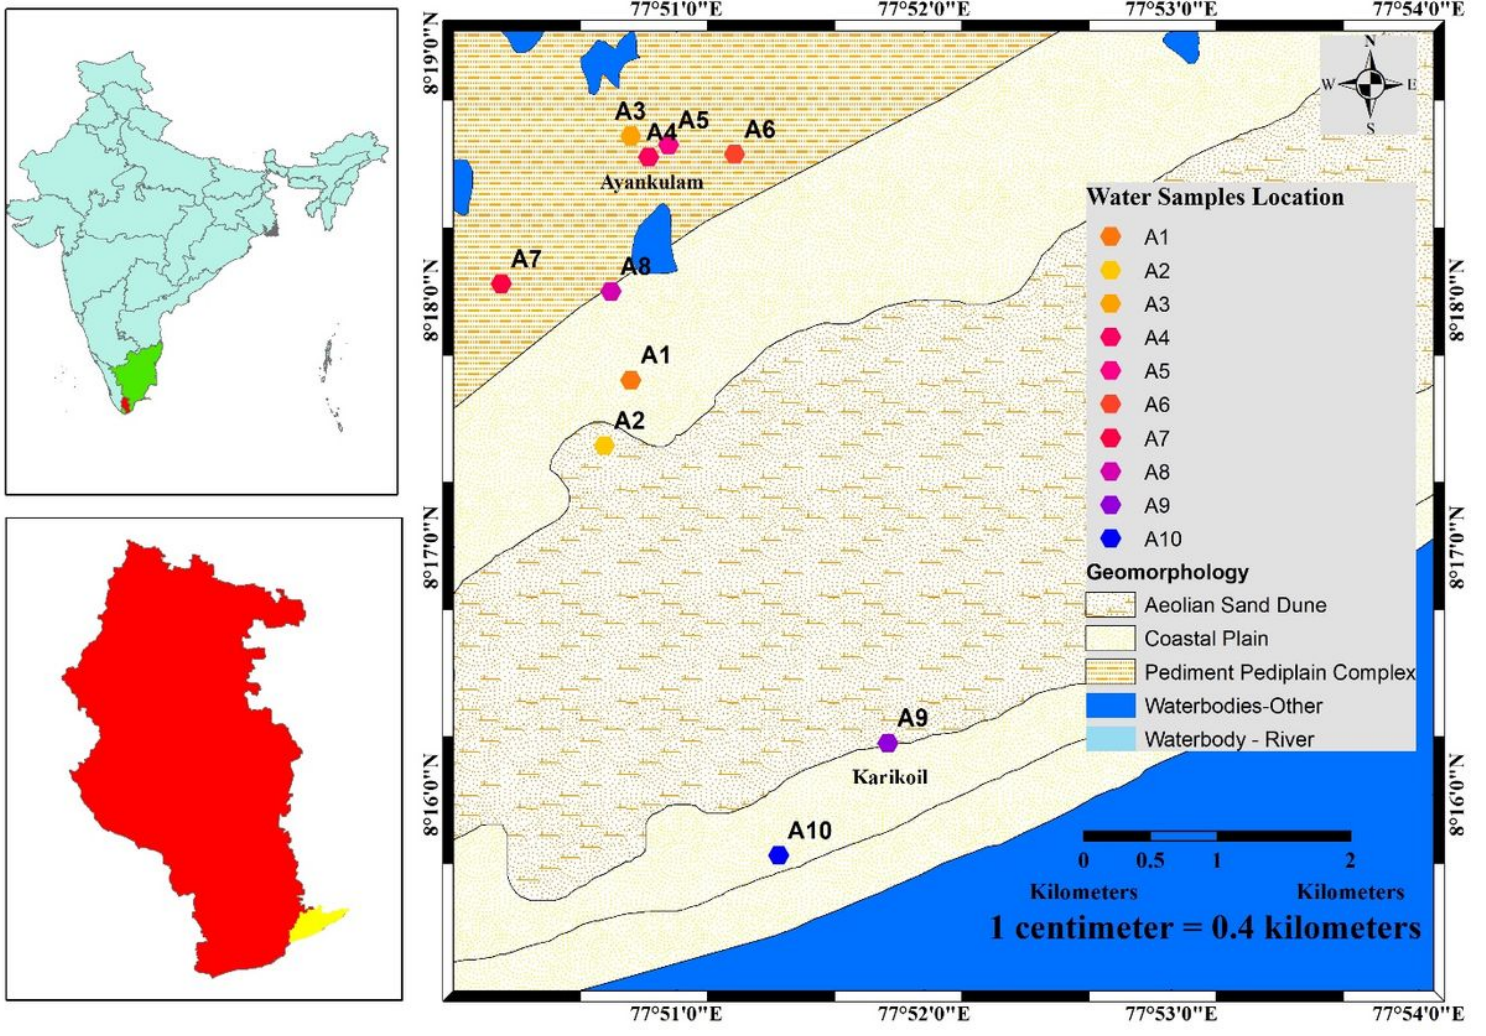 77°51'0"E 77°52'0"E 77°53'0"E 77°54'0"E
8°19'0"N
8°18'0"N
8°17'0"N
8°16'0"N
N
W E
S
A3
A4
A5
A6
Ayankulam
A7
A8
A1
A2
A9
Karikoil
A10
Water Samples Location
A1
A2
A3
A4
A5
A6
A7
A8
A9
A10
Geomorphology
Aeolian Sand Dune
Coastal Plain
Pediment Pediplain Complex
Waterbodies-Other
Waterbody - River
8°18'0"N
8°17'0"N
8°16'0"N
0 0.5 1 2
Kilometers Kilometers
1 centimeter = 0.4 kilometers
77°51'0"E 77°52'0"E 77°53'0"E 77°54'0"E